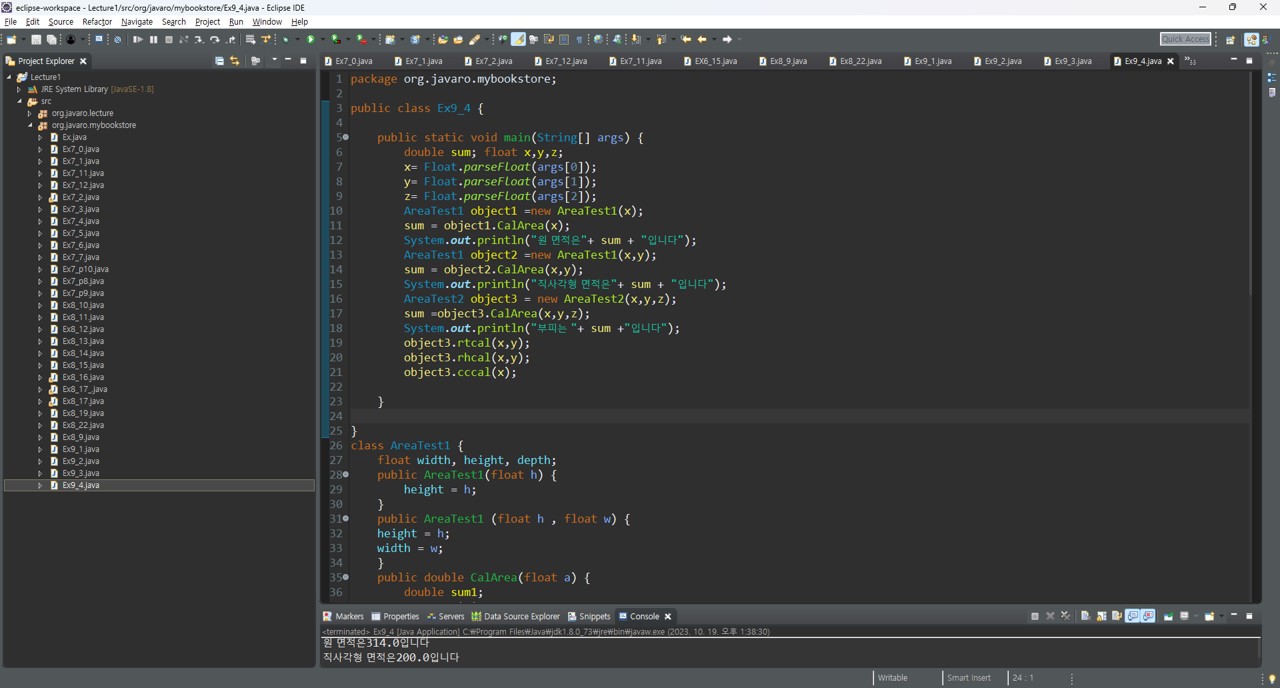 eclipse-workspace - Lecture1/src/org/javaro/mybookstore/Ex9_4.java - Eclipse IDE
File Edit Source Refactor Navigate Search Project Run Window Help
Quick Access
Project Explorer
Ex7_0.java Ex7_1.java Ex7_2.java Ex7_12.java Ex7_11.java EX6_15.java Ex8_9.java Ex8_22.java Ex9_1.java Ex9_2.java Ex9_3.java Ex9_4.java »33
Lecture1
JRE System Library [JavaSE-1.8]
src
org.javaro.lecture
org.javaro.mybookstore
Ex.java
Ex7_0.java
Ex7_1.java
Ex7_11.java
Ex7_12.java
Ex7_2.java
Ex7_3.java
Ex7_4.java
Ex7_5.java
Ex7_6.java
Ex7_7.java
Ex7_p10.java
Ex7_p8.java
Ex7_p9.java
Ex8_10.java
Ex8_11.java
Ex8_12.java
Ex8_13.java
Ex8_14.java
Ex8_15.java
Ex8_16.java
Ex8_17_.java
Ex8_17.java
Ex8_19.java
Ex8_22.java
Ex8_9.java
Ex9_1.java
Ex9_2.java
Ex9_3.java
Ex9_4.java
1 package org.javaro.mybookstore;
2
3 public class Ex9_4 {
4
5 public static void main(String[] args) {
6 double sum; float x,y,z;
7 x= Float.parseFloat(args[0]);
8 y= Float.parseFloat(args[1]);
9 z= Float.parseFloat(args[2]);
10 AreaTest1 object1 =new AreaTest1(x);
11 sum = object1.CalArea(x);
12 System.out.println("원 면적은"+ sum + "입니다");
13 AreaTest1 object2 =new AreaTest1(x,y);
14 sum = object2.CalArea(x,y);
15 System.out.println("직사각형 면적은"+ sum + "입니다");
16 AreaTest2 object3 = new AreaTest2(x,y,z);
17 sum =object3.CalArea(x,y,z);
18 System.out.println("부피는 "+ sum +"입니다");
19 object3.rtcal(x,y);
20 object3.rhcal(x,y);
21 object3.cccal(x);
22
23 }
24
25 }
26 class AreaTest1 {
27 float width, height, depth;
28 public AreaTest1(float h) {
29 height = h;
30 }
31 public AreaTest1 (float h , float w) {
32 height = h;
33 width = w;
34 }
35 public double CalArea(float a) {
36 double sum1;
Markers Properties Servers Data Source Explorer Snippets Console
<terminated> Ex9_4 [Java Application] C:₩Program Files₩Java₩jdk1.8.0_73₩jre₩bin₩javaw.exe (2023. 10. 19. 오후 1:38:30)
원 면적은314.0입니다
직사각형 면적은200.0입니다
Writable Smart Insert 24 : 1